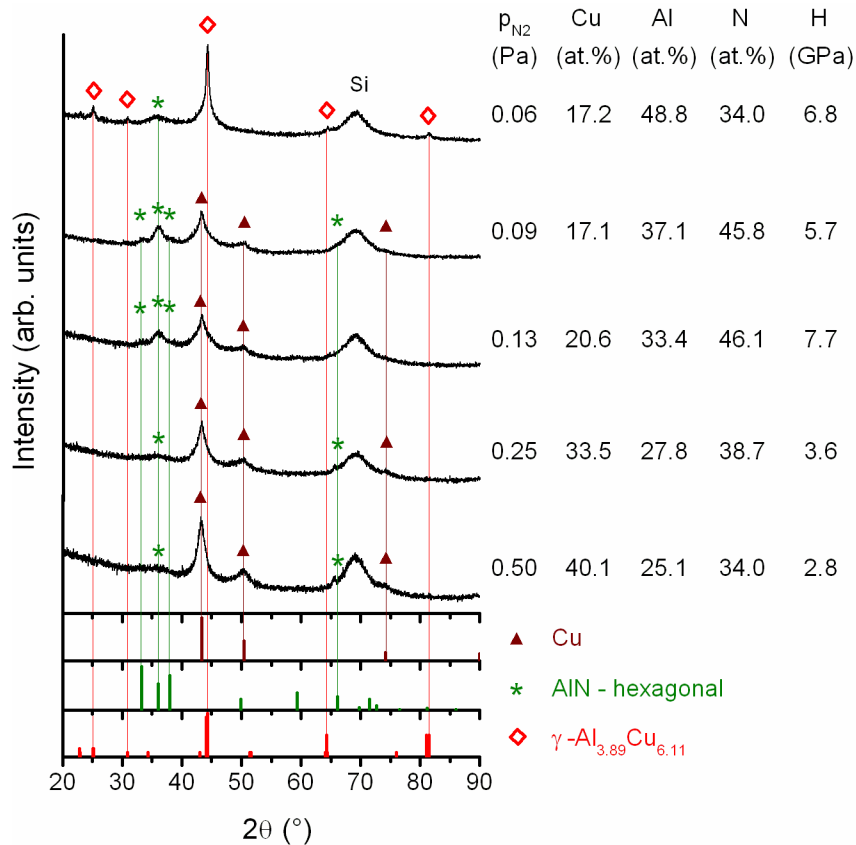 p_N2 Cu Al N H
(Pa) (at.%) (at.%) (at.%) (GPa)
Si
0.06 17.2 48.8 34.0 6.8
0.09 17.1 37.1 45.8 5.7
0.13 20.6 33.4 46.1 7.7
0.25 33.5 27.8 38.7 3.6
0.50 40.1 25.1 34.0 2.8
Intensity (arb. units)
Cu
AlN - hexagonal
γ-Al3.89Cu6.11
20 30 40 50 60 70 80 90
2θ (°)